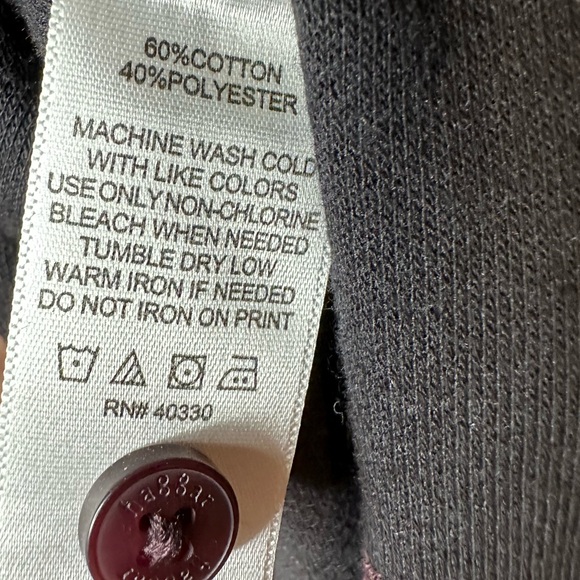 60%COTTON
40%POLYESTER
MACHINE WASH COLD
WITH LIKE COLORS
USE ONLY NON-CHLORINE
BLEACH WHEN NEEDED
TUMBLE DRY LOW
WARM IRON IF NEEDED
DO NOT IRON ON PRINT
RN# 40330
haggar